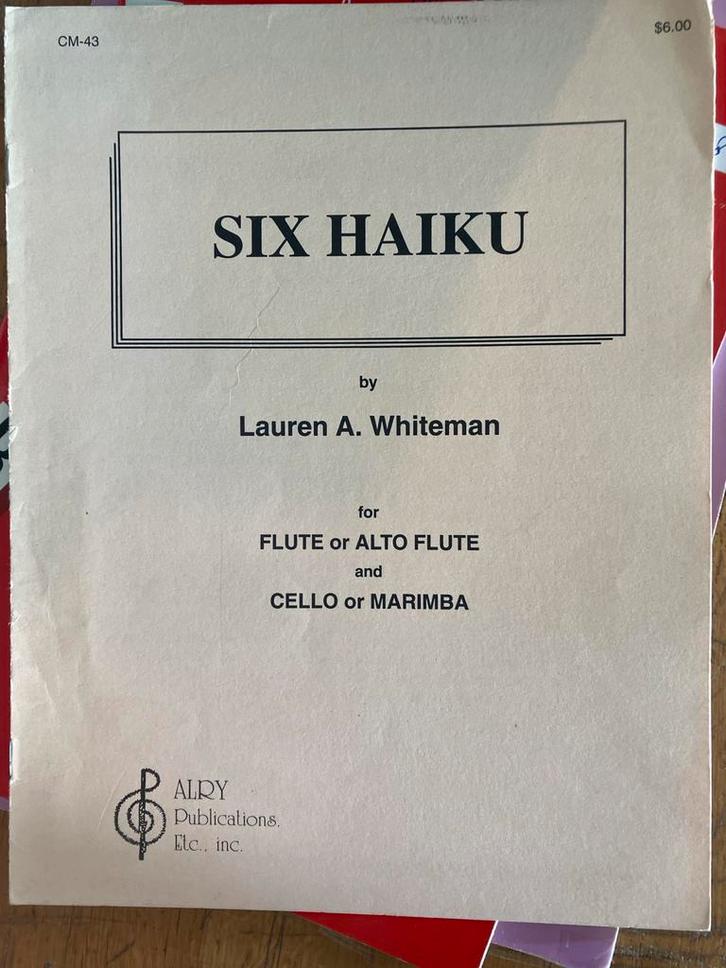 CM-43
$6.00
SIX HAIKU
by
Lauren A. Whiteman
for
FLUTE or ALTO FLUTE
and
CELLO or MARIMBA
ALRY
Publications,
Etc., inc.